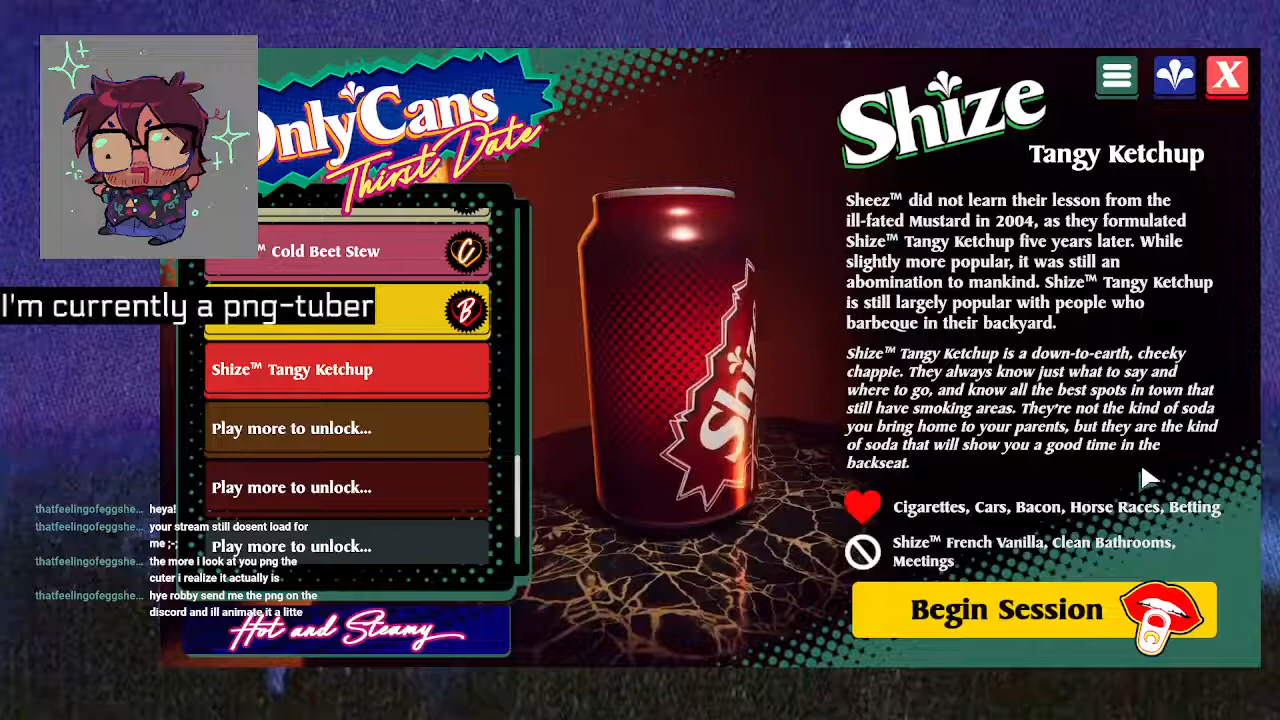 OnlyCans
Thirst Date
™ Cold Beet Stew
C
I'm currently a png-tuber
B
Shize™ Tangy Ketchup
Play more to unlock...
Play more to unlock...
Play more to unlock...
thatfeelingofeggshe... heya!
thatfeelingofeggshe... your stream still dosent load for
me ;-;
thatfeelingofeggshe... the more i look at you png the
cuter i realize it actually is
thatfeelingofeggshe... hye robby send me the png on the
discord and ill animate it a litte
Hot and Steamy
Shiz
Shize
Tangy Ketchup
X
Sheez™ did not learn their lesson from the
ill-fated Mustard in 2004, as they formulated
Shize™ Tangy Ketchup five years later. While
slightly more popular, it was still an
abomination to mankind. Shize™ Tangy Ketchup
is still largely popular with people who
barbeque in their backyard.
Shize™ Tangy Ketchup is a down-to-earth, cheeky
chappie. They always know just what to say and
where to go, and know all the best spots in town that
still have smoking areas. They're not the kind of soda
you bring home to your parents, but they are the kind
of soda that will show you a good time in the
backseat.
Cigarettes, Cars, Bacon, Horse Races, Betting
Shize™ French Vanilla, Clean Bathrooms,
Meetings
Begin Session